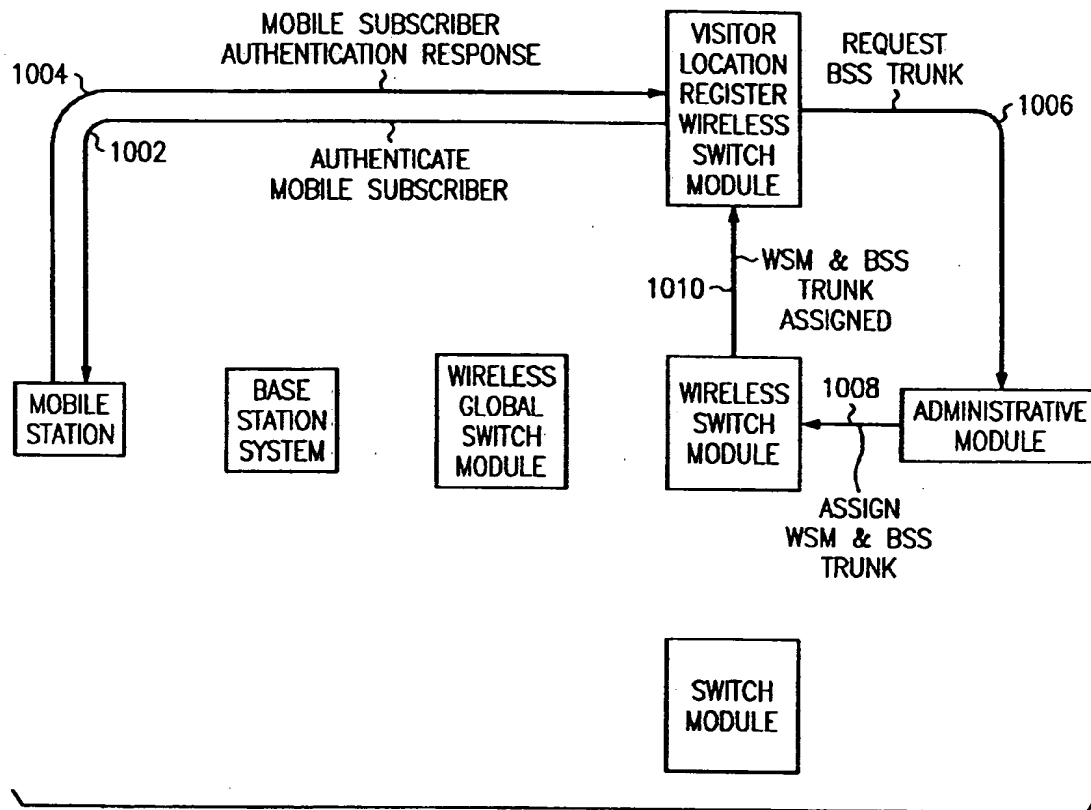 MOBILE SUBSCRIBER
AUTHENTICATION RESPONSE
1004
1002
AUTHENTICATE
MOBILE SUBSCRIBER
VISITOR
LOCATION
REGISTER
WIRELESS
SWITCH
MODULE
REQUEST
BSS TRUNK
1006
1010
WSM & BSS
TRUNK
ASSIGNED
MOBILE
STATION
BASE
STATION
SYSTEM
WIRELESS
GLOBAL
SWITCH
MODULE
WIRELESS
SWITCH
MODULE
1008
ADMINISTRATIVE
MODULE
ASSIGN
WSM & BSS
TRUNK
SWITCH
MODULE